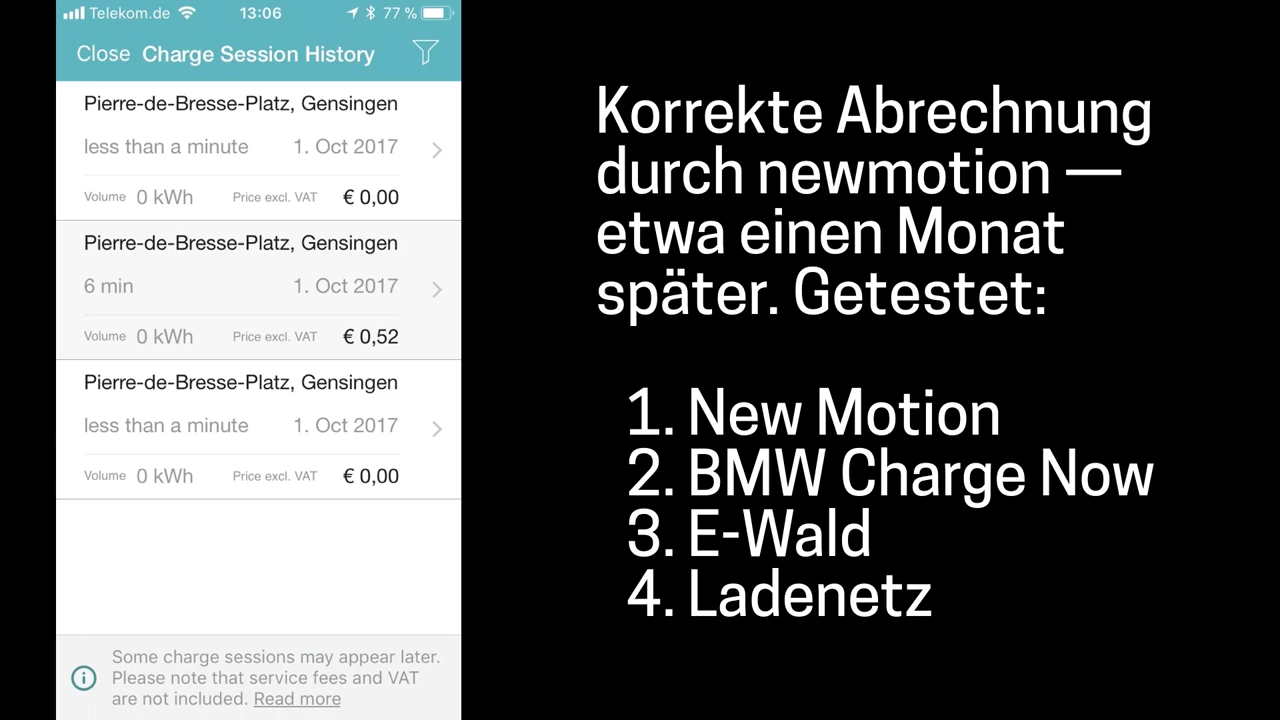 Telekom.de 13:06 77 %
Close Charge Session History
Pierre-de-Bresse-Platz, Gensingen
less than a minute 1. Oct 2017
Volume 0 kWh Price excl. VAT € 0,00
Pierre-de-Bresse-Platz, Gensingen
6 min 1. Oct 2017
Volume 0 kWh Price excl. VAT € 0,52
Pierre-de-Bresse-Platz, Gensingen
less than a minute 1. Oct 2017
Volume 0 kWh Price excl. VAT € 0,00
Some charge sessions may appear later.
Please note that service fees and VAT
are not included. Read more
Korrekte Abrechnung
durch newmotion —
etwa einen Monat
später. Getestet:
1. New Motion
2. BMW Charge Now
3. E-Wald
4. Ladenetz